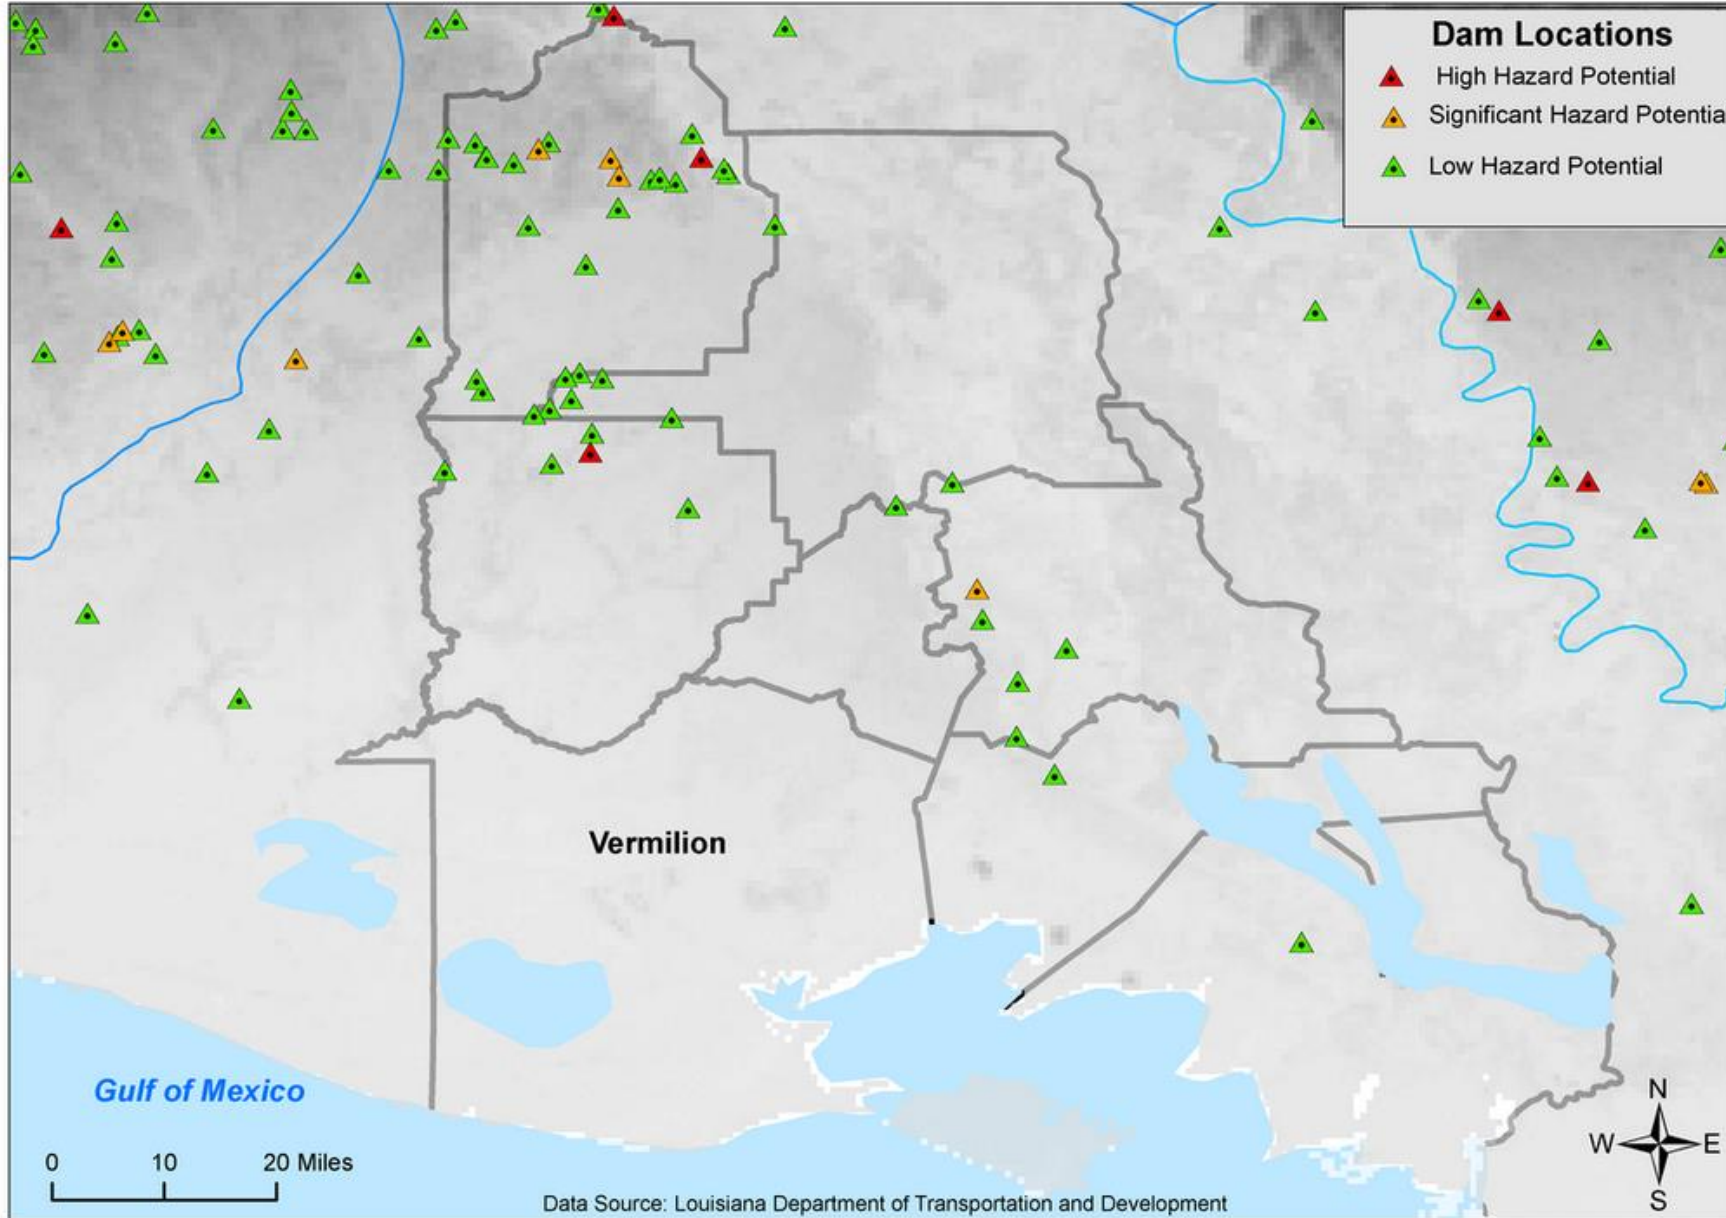 Dam Locations
High Hazard Potential
Significant Hazard Potentia
Low Hazard Potential
Vermilion
Gulf of Mexico
0 10 20 Miles
Data Source: Louisiana Department of Transportation and Development
N
W E
S